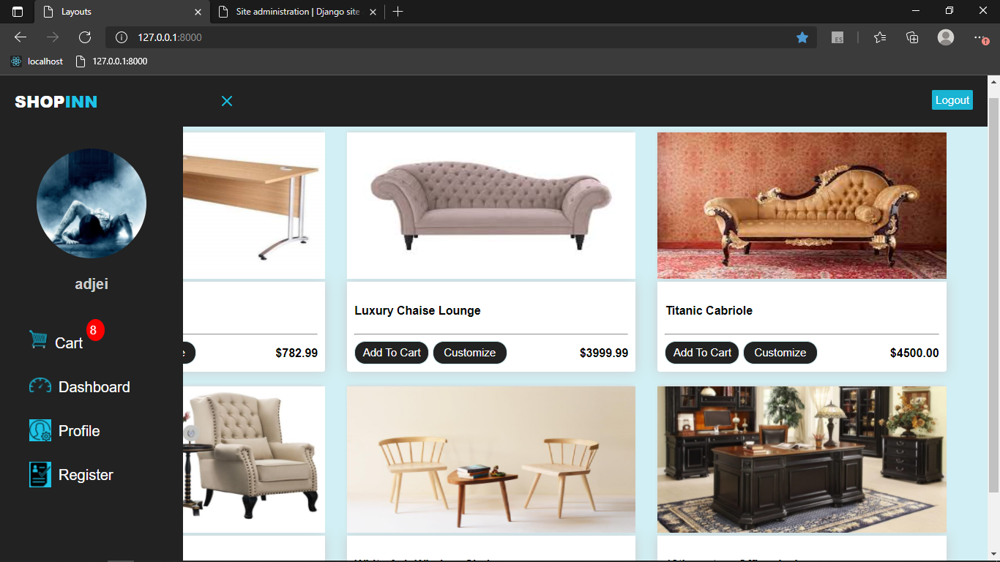 Layouts
Site administration | Django site
127.0.0.1:8000
ES
localhost
127.0.0.1:8000
SHOPINN
Logout
adjei
Cart
8
Dashboard
Profile
Register
e
$782.99
Luxury Chaise Lounge
Add To Cart
Customize
$3999.99
Titanic Cabriole
Add To Cart
Customize
$4500.00